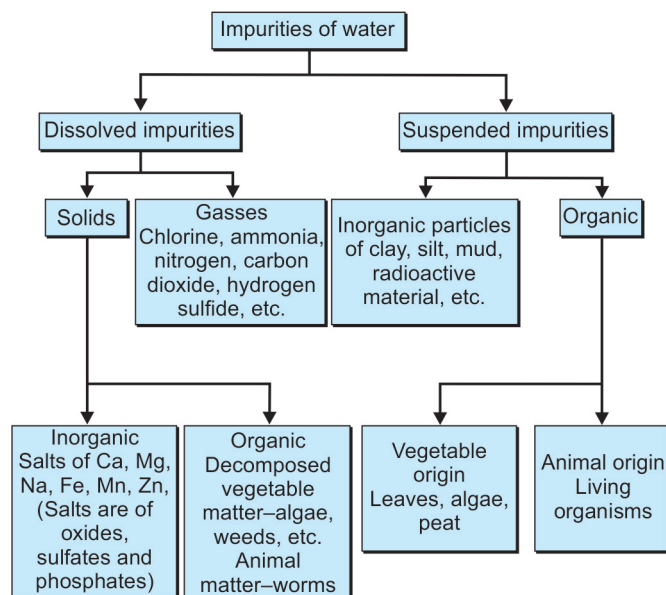 Impurities of water
Dissolved impurities
Suspended impurities
Solids
Gasses
Chlorine, ammonia,
nitrogen, carbon
dioxide, hydrogen
sulfide, etc.
Inorganic particles
of clay, silt, mud,
radioactive
material, etc.
Organic
Inorganic
Salts of Ca, Mg,
Na, Fe, Mn, Zn,
(Salts are of
oxides,
sulfates and
phosphates)
Organic
Decomposed
vegetable
matter–algae,
weeds, etc.
Animal
matter–worms
Vegetable
origin
Leaves, algae,
peat
Animal origin
Living
organisms